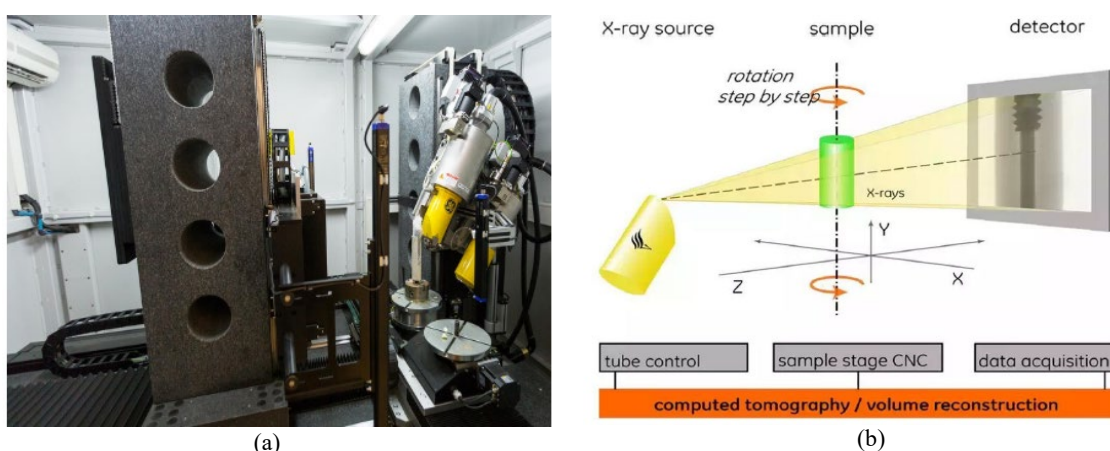 X-ray source
sample
detector
rotation
step by step
X-rays
Y
Z
X
tube control
sample stage CNC
data acquisition
computed tomography / volume reconstruction
(a)
(b)